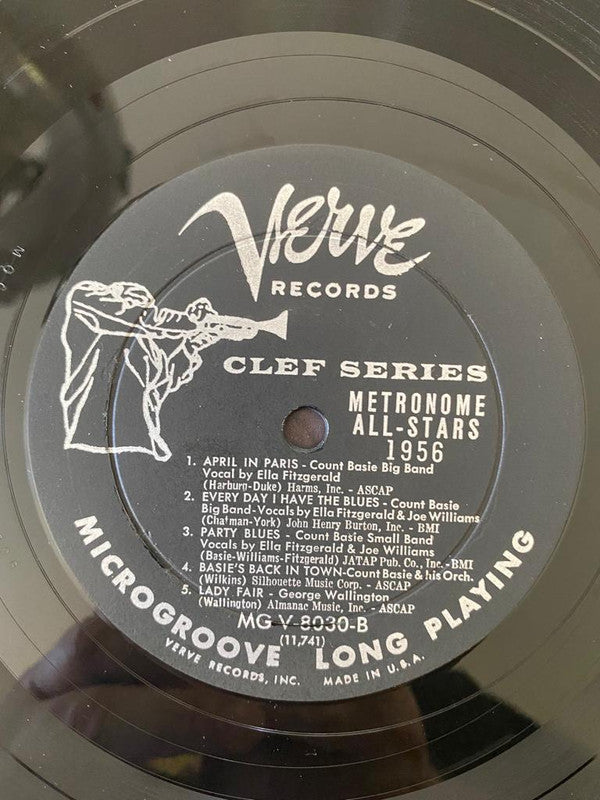 Verve
RECORDS
CLEF SERIES
METRONOME
ALL-STARS
1956
1. APRIL IN PARIS - Count Basie Big Band
Vocal by Ella Fitzgerald
(Harburn-Duke) Harms, Inc. - ASCAP
2. EVERY DAY I HAVE THE BLUES - Count Basie
Big Band-Vocals by Ella Fitzgerald & Joe Williams
(Chatman-York) John Henry Burton, Inc. - BMI
3. PARTY BLUES - Count Basie Small Band
Vocals by Ella Fitzgerald & Joe Williams
(Basie-Williams-Fitzgerald) JATAP Pub. Co., Inc.-BMI
4. BASIE'S BACK IN TOWN-Count Basie & his Orch.
(Wilkins) Silhouette Music Corp. - ASCAP
5. LADY FAIR - George Wallington
(Wallington) Almanac Music, Inc. - ASCAP
MG V-8030-B
(11,741)
MICROGROOVE LONG PLAYING
VERVE RECORDS, INC. MADE IN U.S.A.